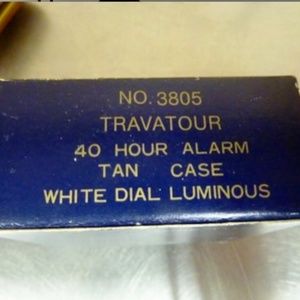 NO. 3805
TRAVATOUR
40 HOUR ALARM
TAN CASE
WHITE DIAL LUMINOUS